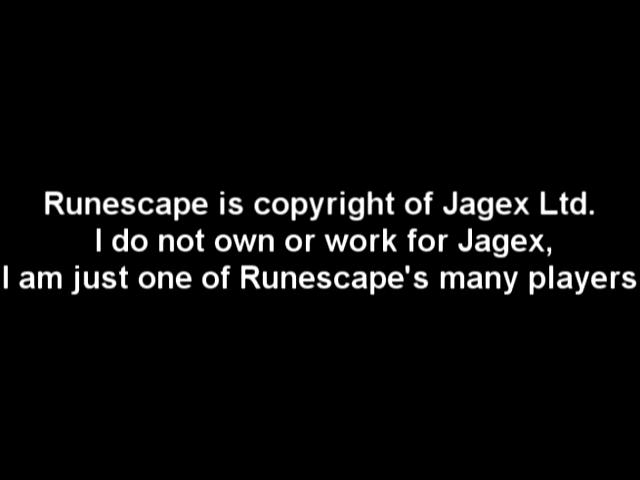 Runescape is copyright of Jagex Ltd.
I do not own or work for Jagex,
I am just one of Runescape's many players